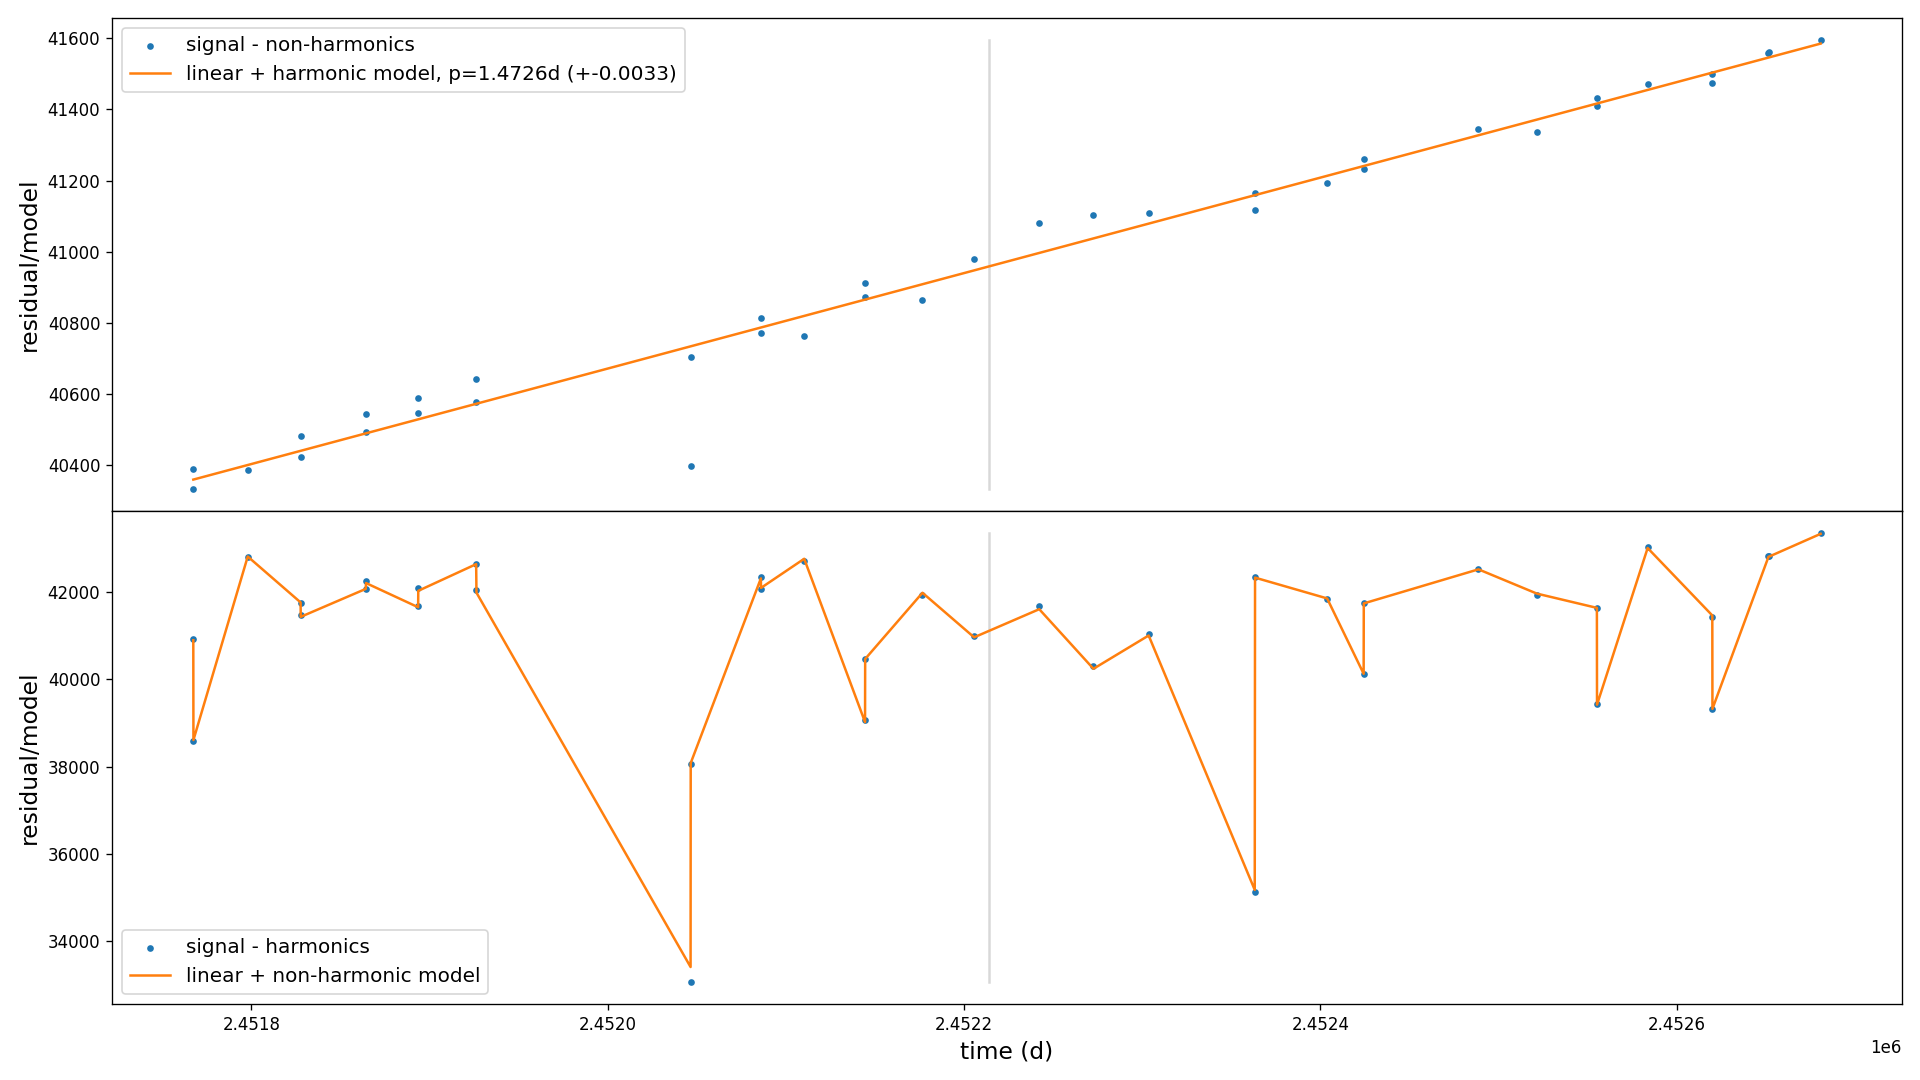 signal - non-harmonics
linear + harmonic model, p=1.4726d (+-0.0033)
residual/model
41600
41400
41200
41000
40800
40600
40400
residual/model
42000
40000
38000
36000
34000
signal - harmonics
linear + non-harmonic model
2.4518
2.4520
2.4522
2.4524
2.4526
1e6
time (d)